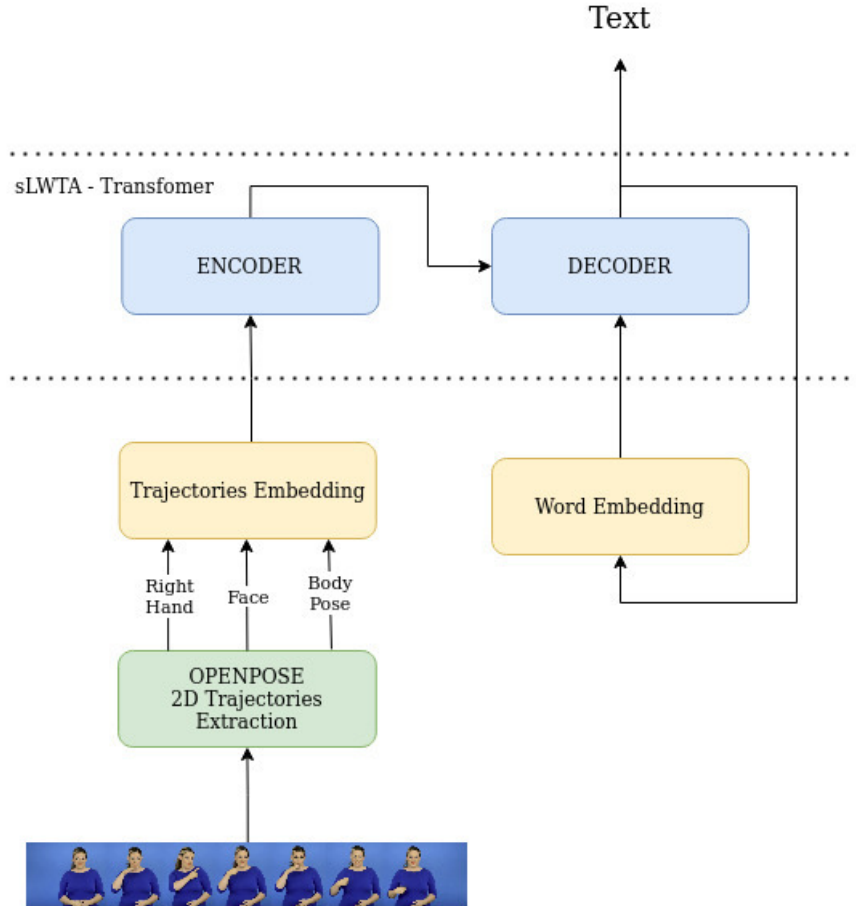 Text
sLWTA - Transfomer
ENCODER
DECODER
Trajectories Embedding
Word Embedding
Right
Hand
Face
Body
Pose
OPENPOSE
2D Trajectories
Extraction